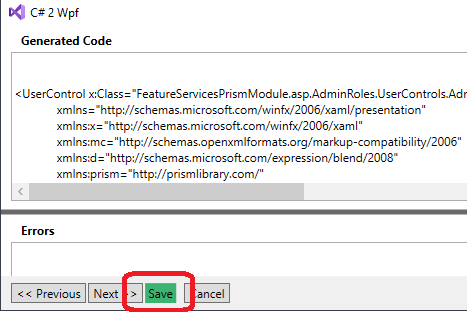 C# 2 Wpf
Generated Code
<UserControl x:Class="FeatureServicesPrismModule.asp.AdminRoles.UserControls.Adr
xmlns="http://schemas.microsoft.com/winfx/2006/xaml/presentation"
xmlns:x="http://schemas.microsoft.com/winfx/2006/xaml"
xmlns:mc="http://schemas.openxmlformats.org/markup-compatibility/2006"
xmlns:d="http://schemas.microsoft.com/expression/blend/2008"
xmlns:prism="http://prismlibrary.com/"
Errors
<< Previous Next >> Save Cancel